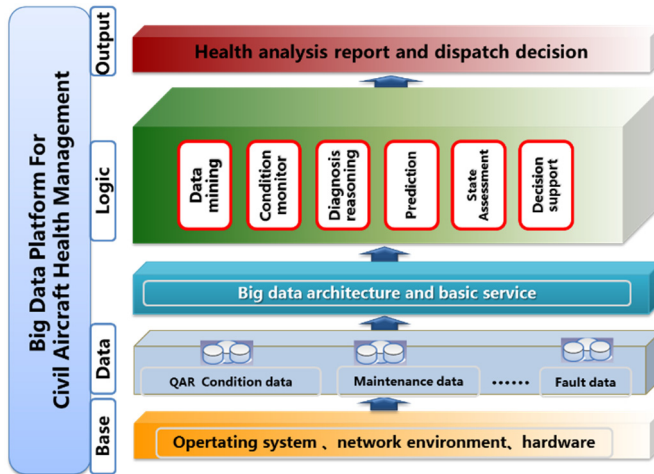 Big Data Platform For
Civil Aircraft Health Management
Output
Health analysis report and dispatch decision
Logic
Data
mining
Condition
monitor
Diagnosis
reasoning
Prediction
State
Assessment
Decision
support
Big data architecture and basic service
Data
QAR Condition data
Maintenance data
······
Fault data
Base
Opertating system 、network environment、hardware